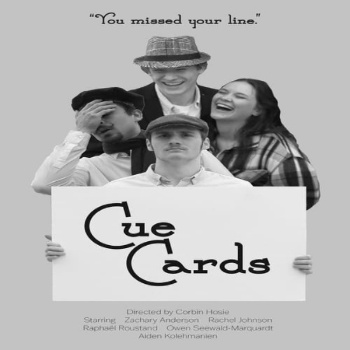 “You missed your line.”
Cue
Cards
Directed by Corbin Hosie
Starring Zachary Anderson Rachel Johnson
Raphaël Roustand Owen Seewald-Marquardt
Aiden Kolehmainen